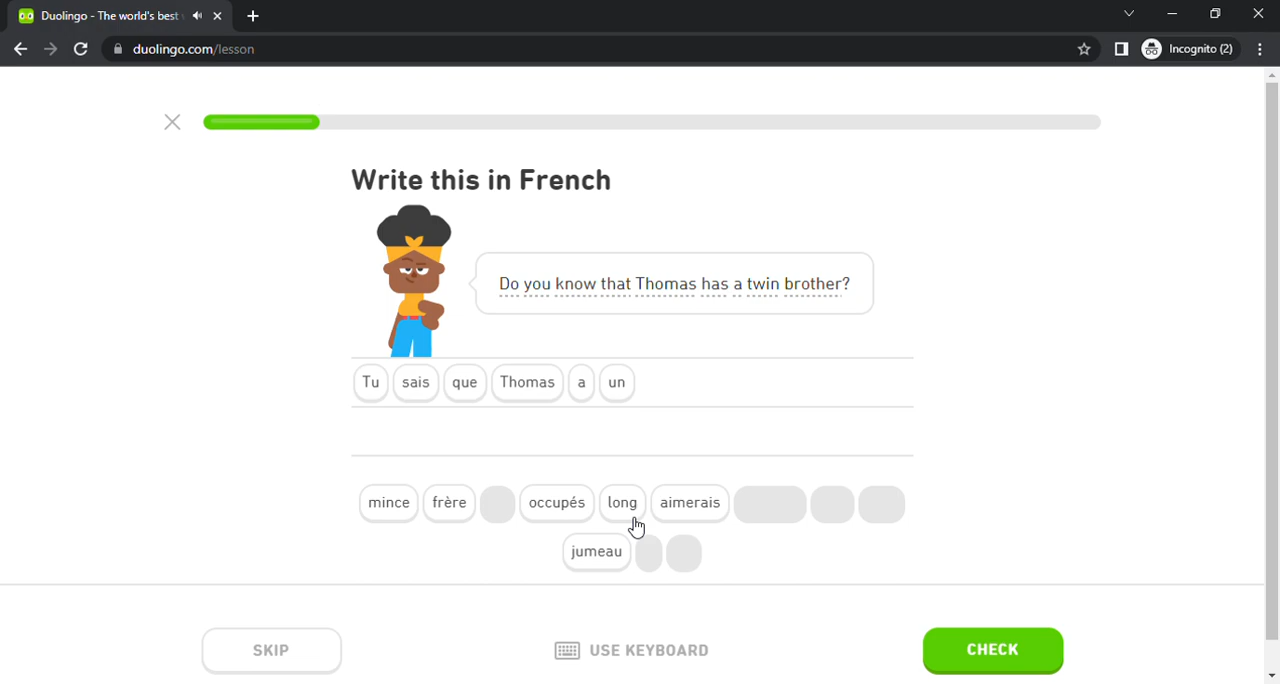 Duolingo - The world's best
duolingo.com/lesson
Incognito (2)
Write this in French
Do you know that Thomas has a twin brother?
Tu sais que Thomas a un
mince frère occupés long aimerais
jumeau
SKIP USE KEYBOARD CHECK